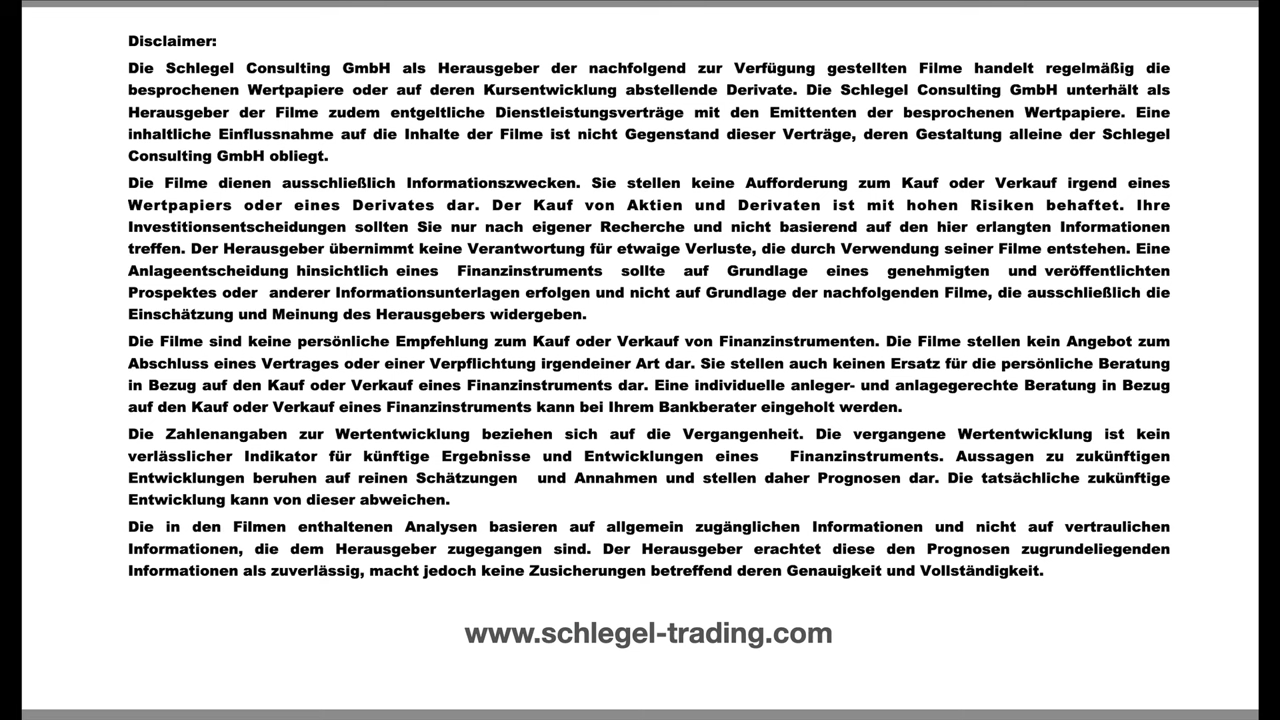 Disclaimer:
Die Schlegel Consulting GmbH als Herausgeber der nachfolgend zur Verfügung gestellten Filme handelt regelmäßig die
besprochenen Wertpapiere oder auf deren Kursentwicklung abstellende Derivate. Die Schlegel Consulting GmbH unterhält als
Herausgeber der Filme zudem entgeltliche Dienstleistungsverträge mit den Emittenten der besprochenen Wertpapiere. Eine
inhaltliche Einflussnahme auf die Inhalte der Filme ist nicht Gegenstand dieser Verträge, deren Gestaltung alleine der Schlegel
Consulting GmbH obliegt.
Die Filme dienen ausschließlich Informationszwecken. Sie stellen keine Aufforderung zum Kauf oder Verkauf irgend eines
Wertpapiers oder eines Derivates dar. Der Kauf von Aktien und Derivaten ist mit hohen Risiken behaftet. Ihre
Investitionsentscheidungen sollten Sie nur nach eigener Recherche und nicht basierend auf den hier erlangten Informationen
treffen. Der Herausgeber übernimmt keine Verantwortung für etwaige Verluste, die durch Verwendung seiner Filme entstehen. Eine
Anlageentscheidung hinsichtlich eines Finanzinstruments sollte auf Grundlage eines genehmigten und veröffentlichten
Prospektes oder anderer Informationsunterlagen erfolgen und nicht auf Grundlage der nachfolgenden Filme, die ausschließlich die
Einschätzung und Meinung des Herausgebers widergeben.
Die Filme sind keine persönliche Empfehlung zum Kauf oder Verkauf von Finanzinstrumenten. Die Filme stellen kein Angebot zum
Abschluss eines Vertrages oder einer Verpflichtung irgendeiner Art dar. Sie stellen auch keinen Ersatz für die persönliche Beratung
in Bezug auf den Kauf oder Verkauf eines Finanzinstruments dar. Eine individuelle anleger- und anlagegerechte Beratung in Bezug
auf den Kauf oder Verkauf eines Finanzinstruments kann bei Ihrem Bankberater eingeholt werden.
Die Zahlenangaben zur Wertentwicklung beziehen sich auf die Vergangenheit. Die vergangene Wertentwicklung ist kein
verlässlicher Indikator für künftige Ergebnisse und Entwicklungen eines Finanzinstruments. Aussagen zu zukünftigen
Entwicklungen beruhen auf reinen Schätzungen und Annahmen und stellen daher Prognosen dar. Die tatsächliche zukünftige
Entwicklung kann von dieser abweichen.
Die in den Filmen enthaltenen Analysen basieren auf allgemein zugänglichen Informationen und nicht auf vertraulichen
Informationen, die dem Herausgeber zugegangen sind. Der Herausgeber erachtet diese den Prognosen zugrundeliegenden
Informationen als zuverlässig, macht jedoch keine Zusicherungen betreffend deren Genauigkeit und Vollständigkeit.
www.schlegel-trading.com